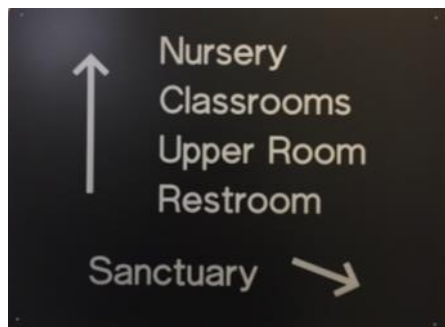 Nursery
Classrooms
Upper Room
Restroom
Sanctuary